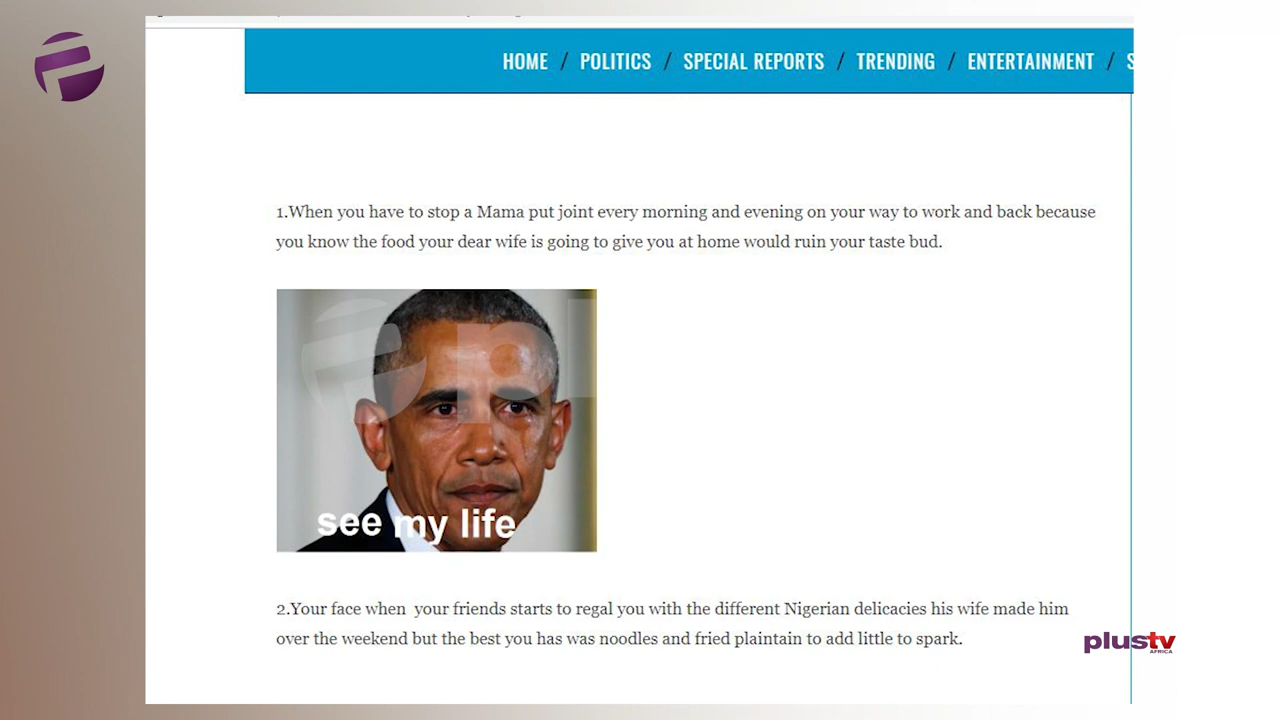 HOME / POLITICS / SPECIAL REPORTS / TRENDING / ENTERTAINMENT / S
1.When you have to stop a Mama put joint every morning and evening on your way to work and back because
you know the food your dear wife is going to give you at home would ruin your taste bud.
pl
see my life
2.Your face when  your friends starts to regal you with the different Nigerian delicacies his wife made him
over the weekend but the best you has was noodles and fried plaintain to add little to spark.
plustv
AFRICA